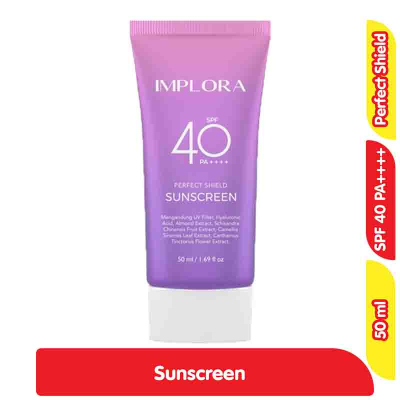 IMPLORA
SPF
40
PA++++
PERFECT SHIELD
SUNSCREEN
Mengandung UV Filter, Hyaluronic
Acid, Almond Extract, Schisandra
Chinensis Fruit Extract, Camellia
Sinensis Leaf Extract, Carthamus
Tinctorius Flower Extract.
50 ml / 1.69 fl oz
Perfect Shield
SPF 40 PA++++
50 ml
Sunscreen